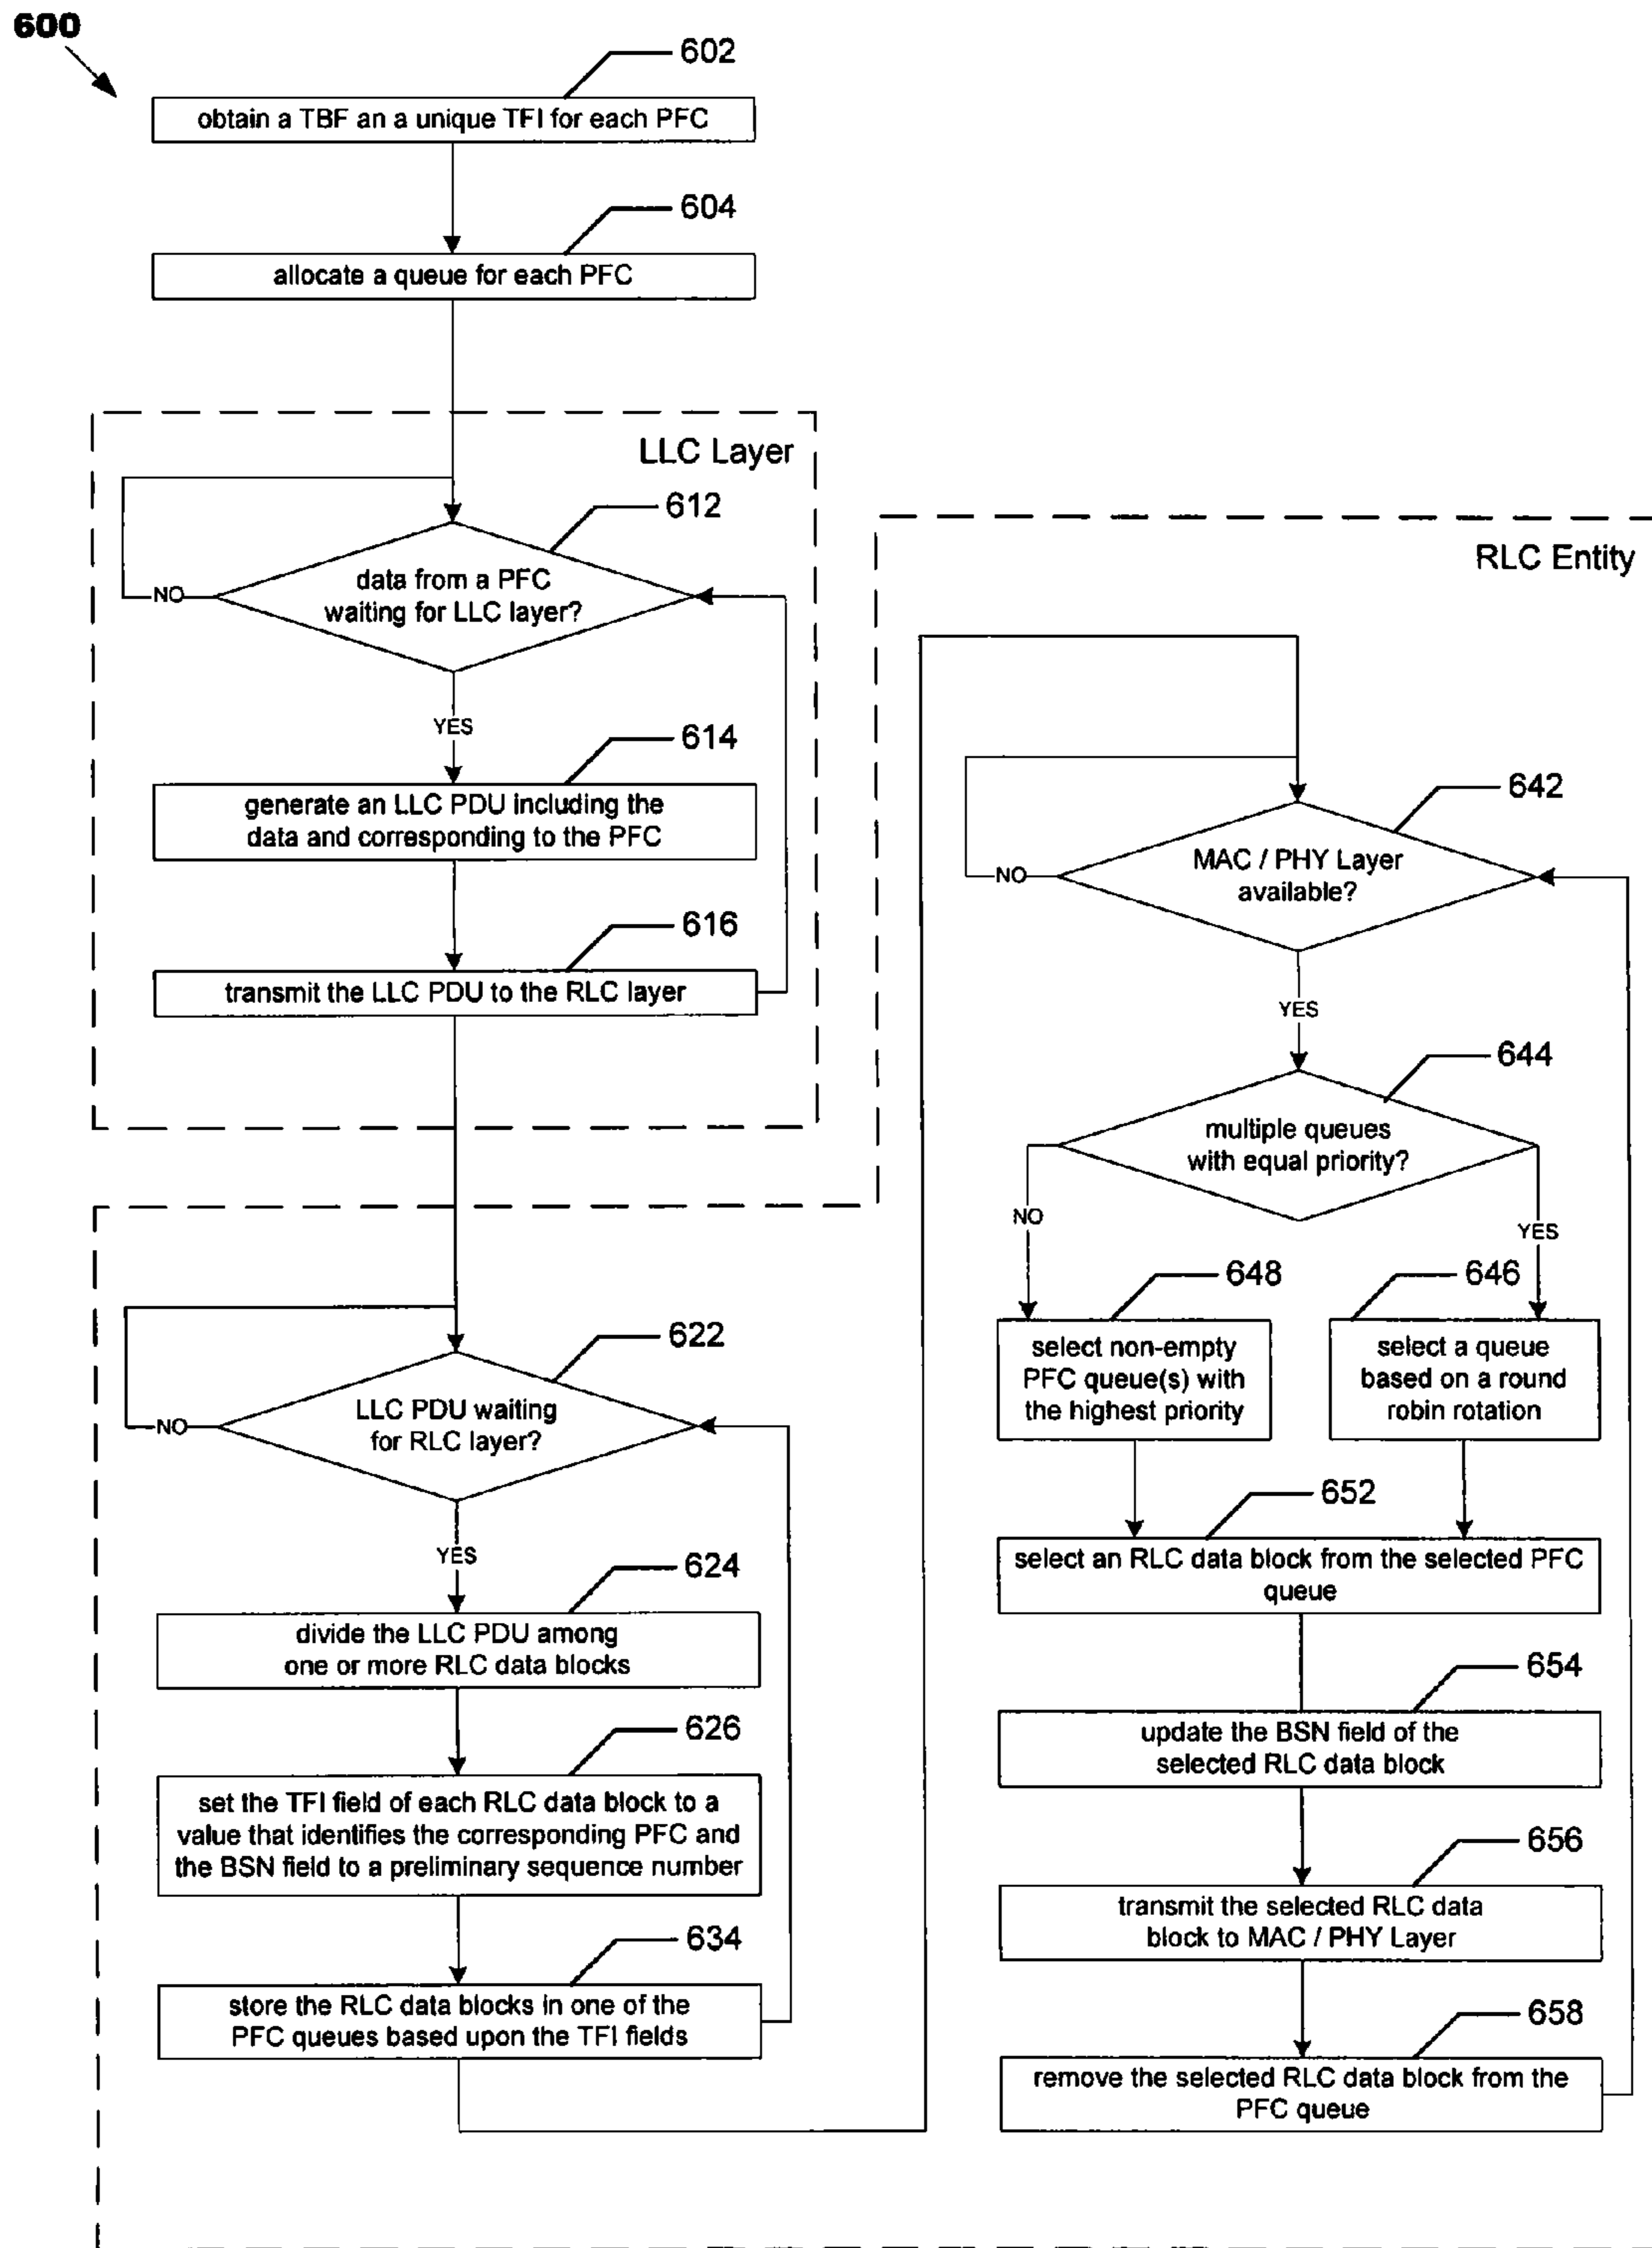 600
602
obtain a TBF an a unique TFI for each PFC
604
allocate a queue for each PFC
LLC Layer
612
data from a PFC
waiting for LLC layer?
NO
YES
614
generate an LLC PDU including the
data and corresponding to the PFC
616
transmit the LLC PDU to the RLC layer
RLC Entity
622
LLC PDU waiting
for RLC layer?
NO
YES
624
divide the LLC PDU among
one or more RLC data blocks
626
set the TFI field of each RLC data block to a
value that identifies the corresponding PFC and
the BSN field to a preliminary sequence number
634
store the RLC data blocks in one of the
PFC queues based upon the TFI fields
642
MAC / PHY Layer
available?
NO
YES
644
multiple queues
with equal priority?
NO
YES
648
select non-empty
PFC queue(s) with
the highest priority
646
select a queue
based on a round
robin rotation
652
select an RLC data block from the selected PFC
queue
654
update the BSN field of the
selected RLC data block
656
transmit the selected RLC data
block to MAC / PHY Layer
658
remove the selected RLC data block from the
PFC queue